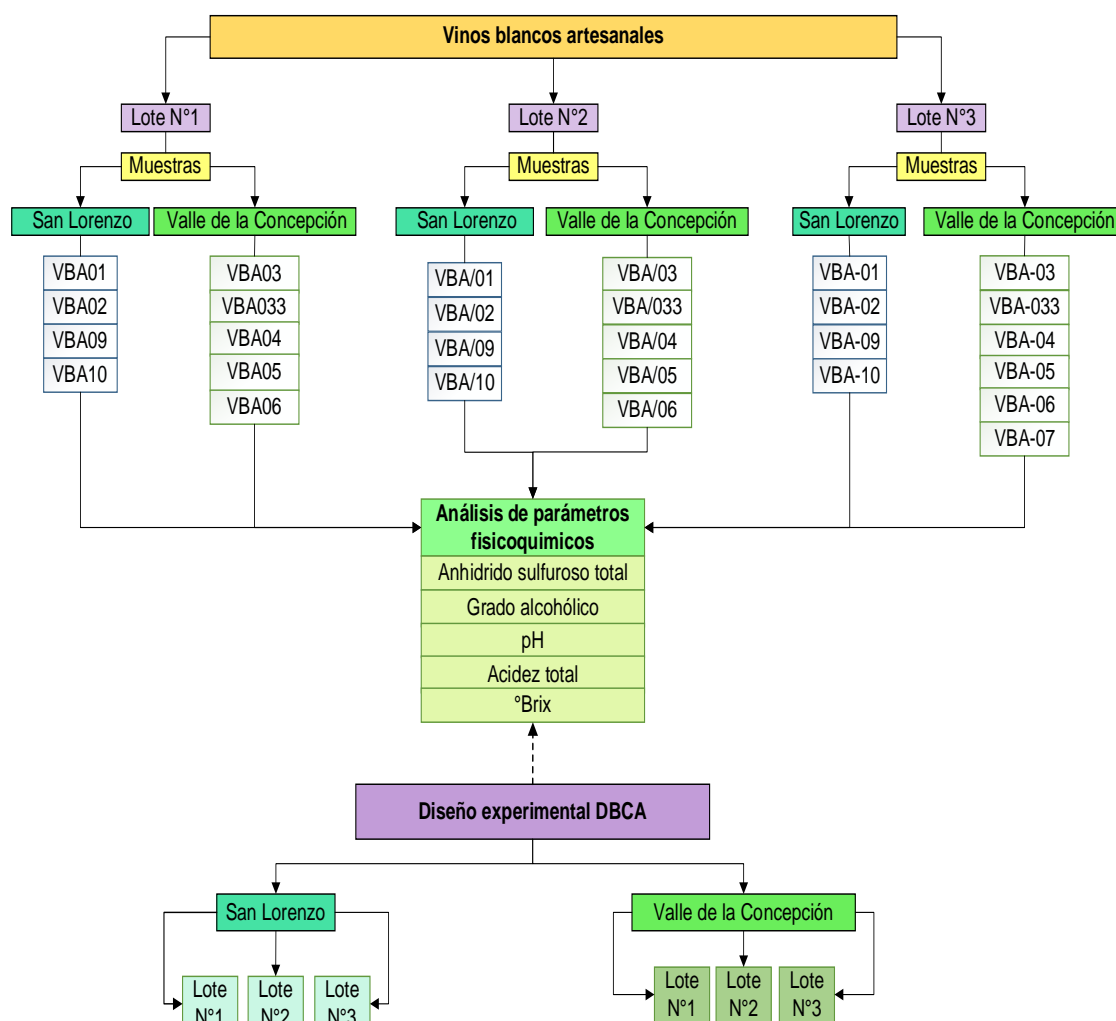 Vinos blancos artesanales
Lote N°1
Lote N°2
Lote N°3
Muestras
Muestras
Muestras
San Lorenzo
Valle de la Concepción
San Lorenzo
Valle de la Concepción
San Lorenzo
Valle de la Concepción
VBA01
VBA02
VBA09
VBA10
VBA03
VBA033
VBA04
VBA05
VBA06
VBA/01
VBA/02
VBA/09
VBA/10
VBA/03
VBA/033
VBA/04
VBA/05
VBA/06
VBA-01
VBA-02
VBA-09
VBA-10
VBA-03
VBA-033
VBA-04
VBA-05
VBA-06
VBA-07
Análisis de parámetros
fisicoquimicos
Anhidrido sulfuroso total
Grado alcohólico
pH
Acidez total
°Brix
Diseño experimental DBCA
San Lorenzo
Valle de la Concepción
Lote
N°1
Lote
N°2
Lote
N°3
Lote
N°1
Lote
N°2
Lote
N°3